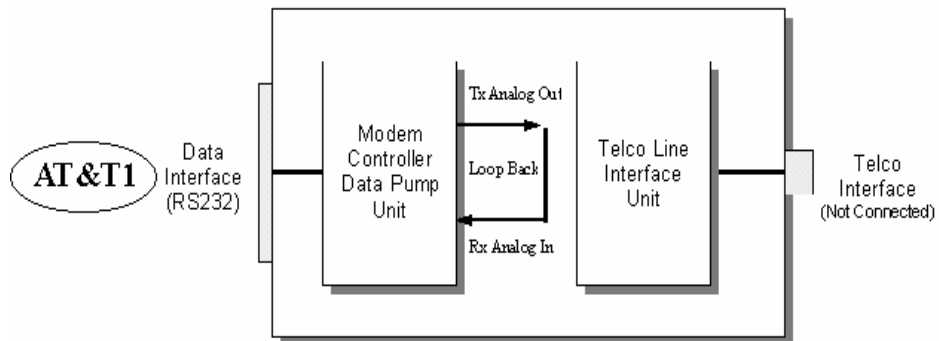 AT&T1
Data
Interface
(RS232)
Modem
Controller
Data Pump
Unit
Tx Analog Out
Loop Back
Rx Analog In
Telco Line
Interface
Unit
Telco
Interface
(Not Connected)